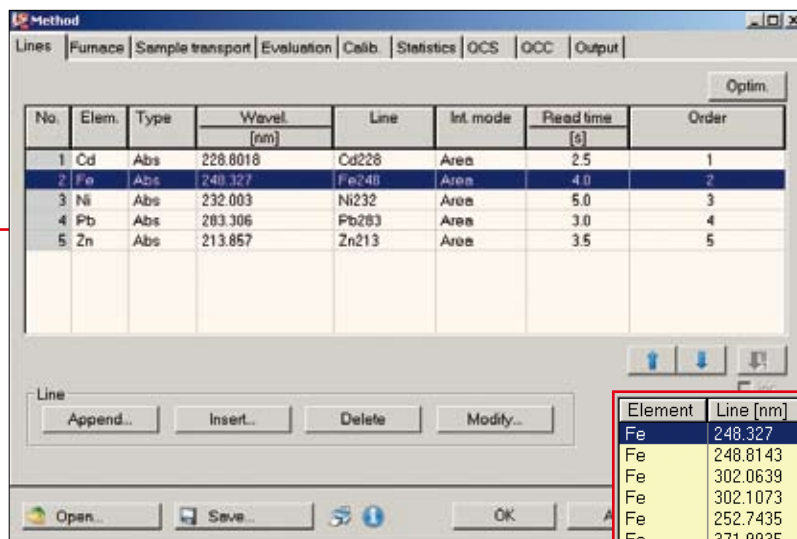 Method
Lines Furnace Sample transport Evaluation Calib. Statistics QCS QCC Output
Optim.
No. Elem. Type Wavel. Line Int. mode Read time Order
[nm] [s]
1 Cd Abs 228.8018 Cd228 Area 2.5 1
2 Fe Abs 248.327 Fe248 Area 4.0 2
3 Ni Abs 232.003 Ni232 Area 5.0 3
4 Pb Abs 283.306 Pb283 Area 3.0 4
5 Zn Abs 213.857 Zn213 Area 3.5 5
Line
Append... Insert... Delete Modify...
Open... Save... OK A
Element Line [nm]
Fe 248.327
Fe 248.8143
Fe 302.0639
Fe 302.1073
Fe 252.7435
Fe 371.9935